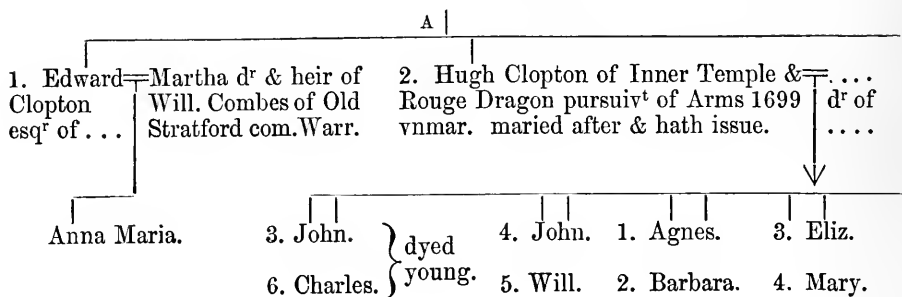 A
1. Edward Martha dʳ & heir of 2. Hugh Clopton of Inner Temple & ....
Clopton Will. Combes of Old Rouge Dragon pursuivᵗ of Arms 1699 dʳ of
esqʳ of ... Stratford com. Warr. vnmar. maried after & hath issue. ....
Anna Maria. 3. John. dyed 4. John. 1. Agnes. 3. Eliz.
6. Charles. young. 5. Will. 2. Barbara. 4. Mary.